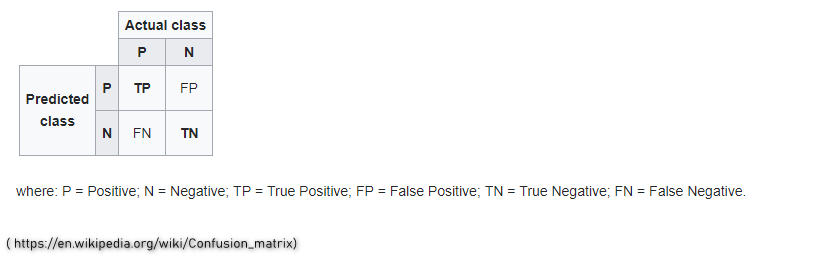 Actual class
P N
Predicted class P TP FP
N FN TN
where: P = Positive; N = Negative; TP = True Positive; FP = False Positive; TN = True Negative; FN = False Negative.
( https://en.wikipedia.org/wiki/Confusion_matrix)